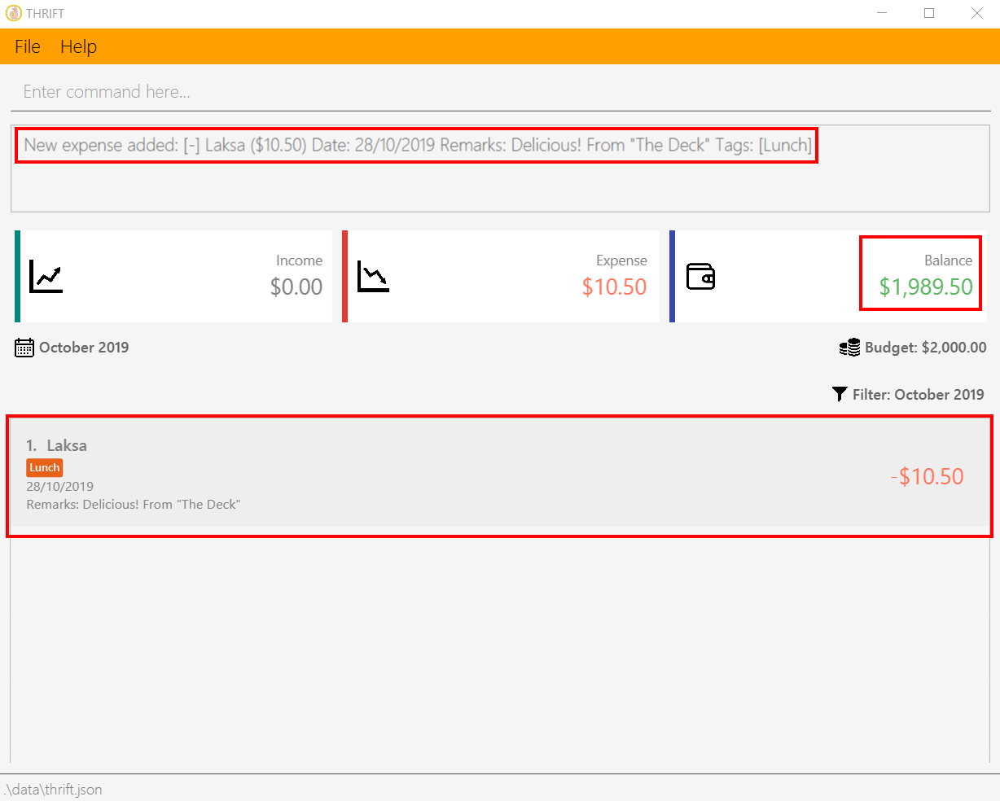 THRIFT
File Help
Enter command here...
New expense added: [-] Laksa ($10.50) Date: 28/10/2019 Remarks: Delicious! From "The Deck" Tags: [Lunch]
Income
$0.00
Expense
$10.50
Balance
$1,989.50
October 2019
Budget: $2,000.00
Filter: October 2019
1. Laksa
Lunch
28/10/2019
Remarks: Delicious! From "The Deck"
-$10.50
.\data\thrift.json